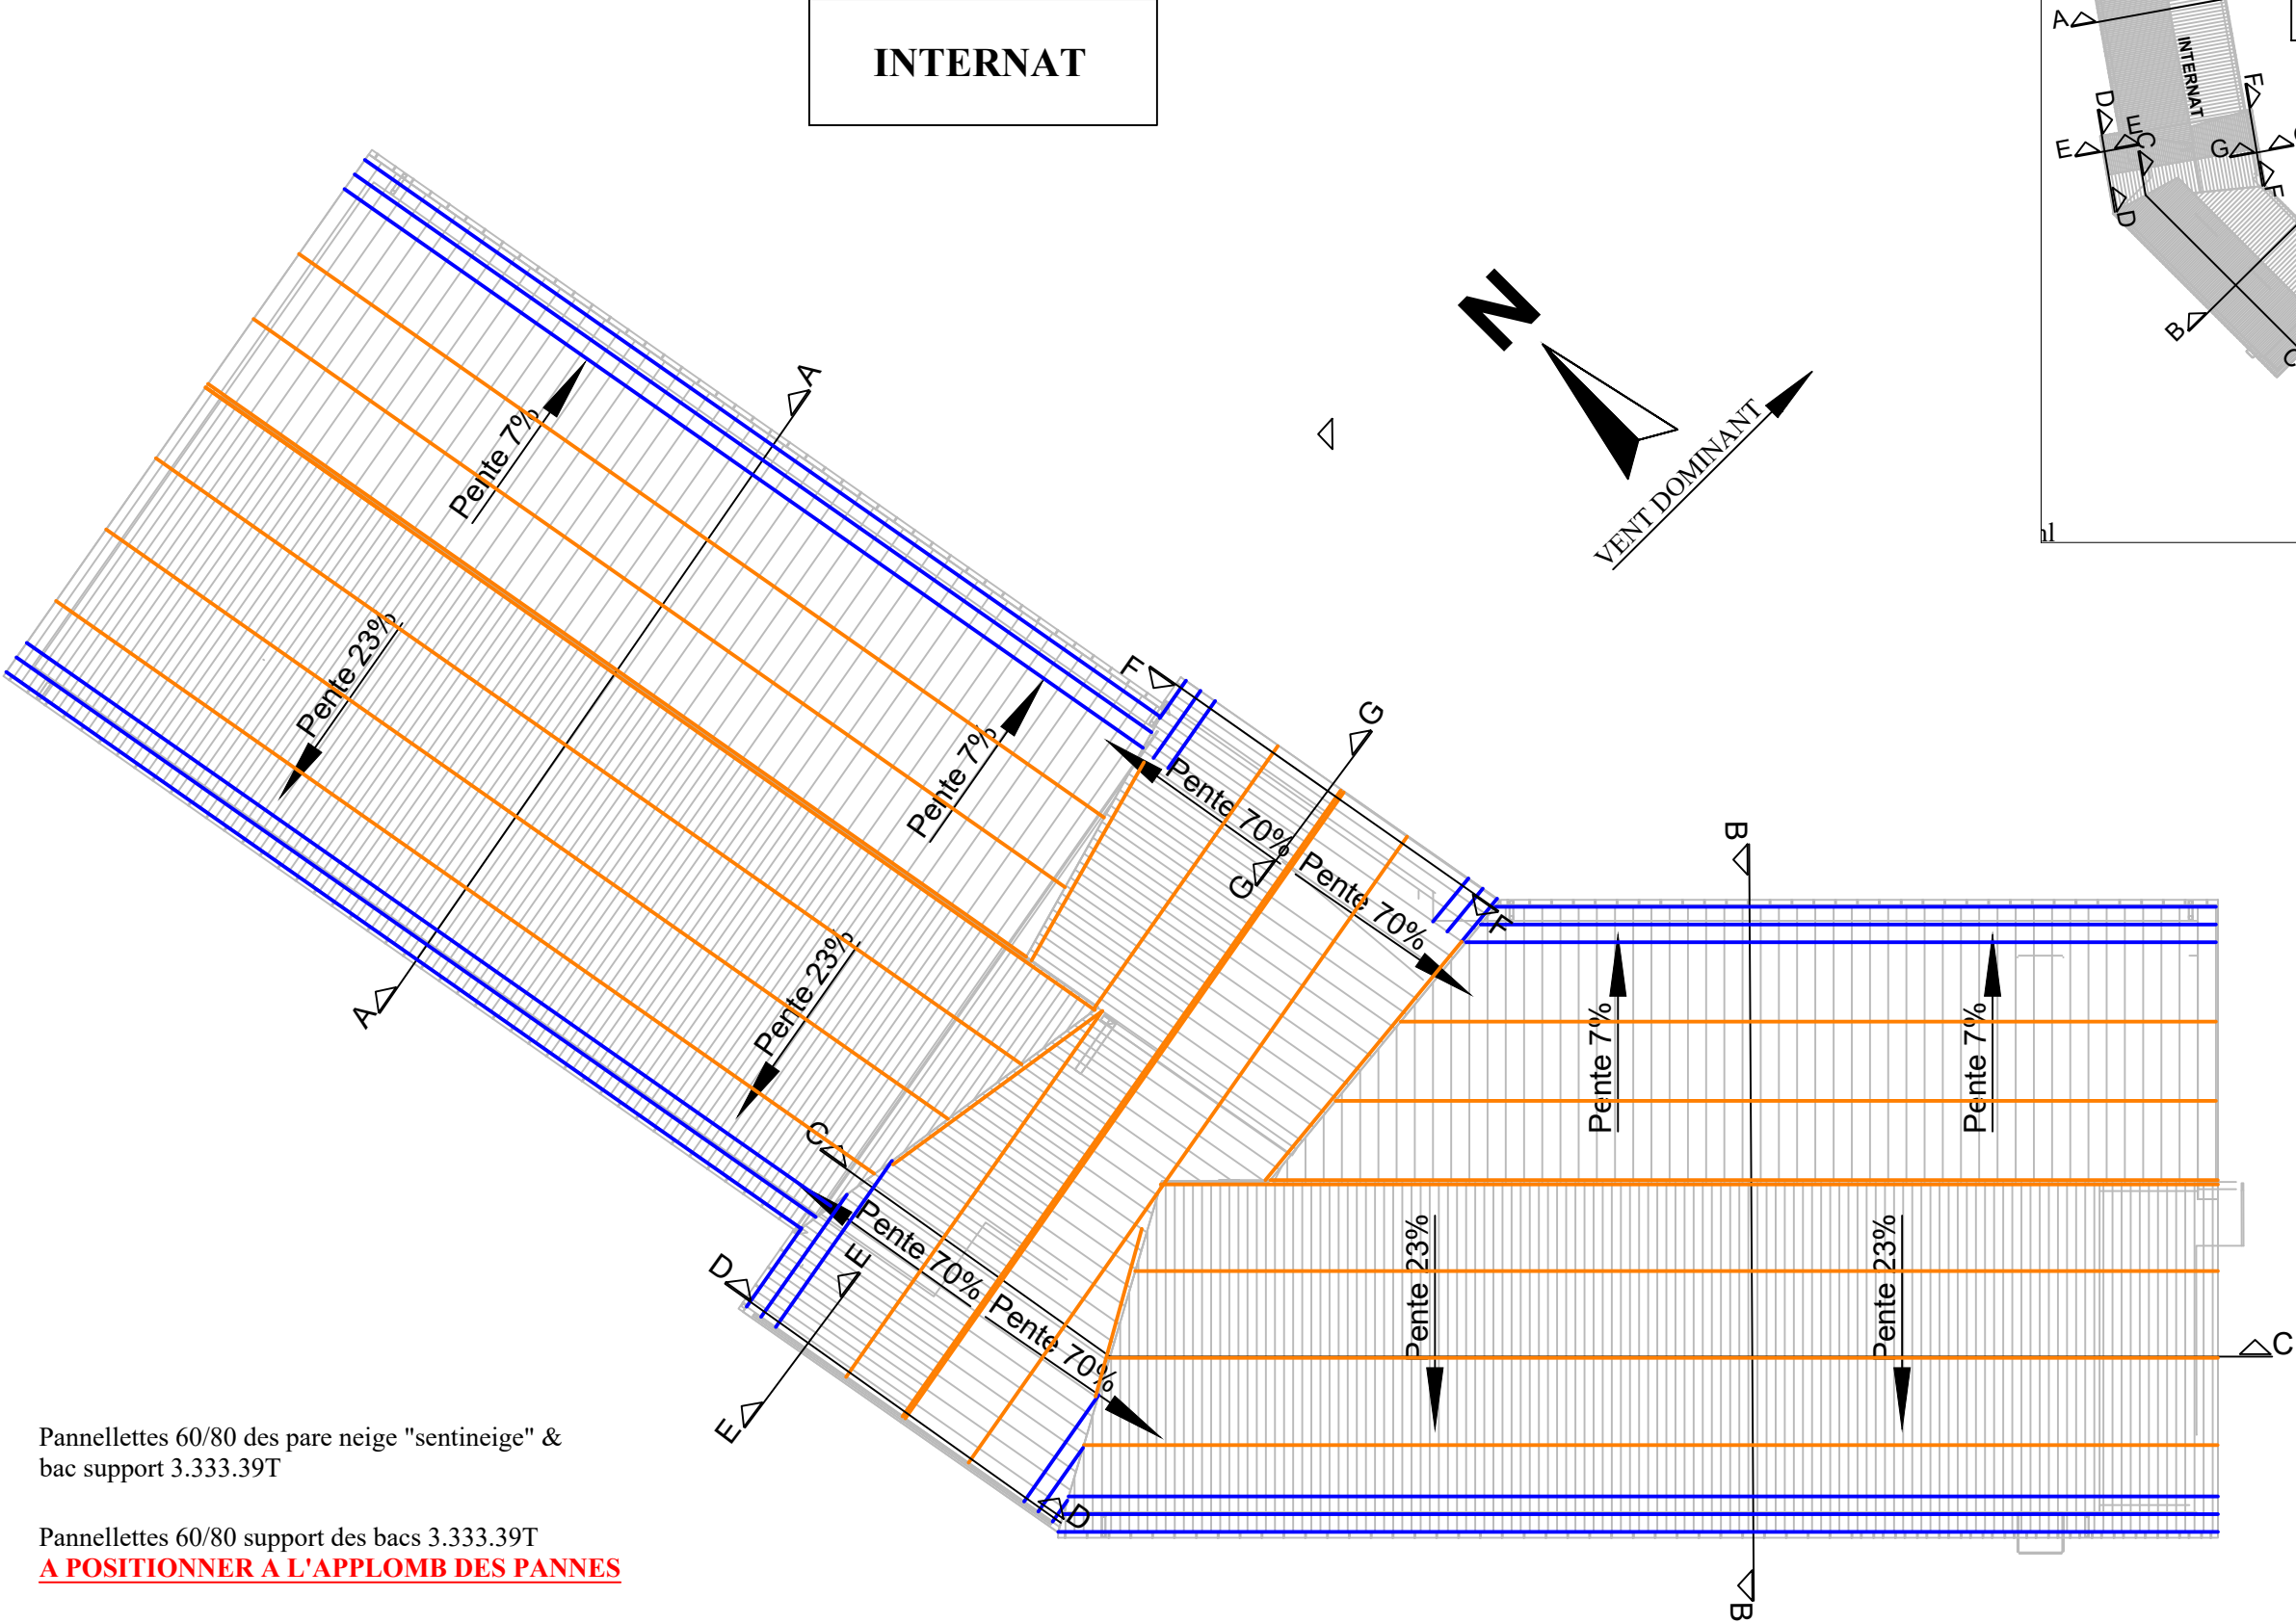 INTERNAT
A
INTERNAT
F
D
E
E
C
G
F
D
B
C
N
VENT DOMINANT
A
Pente 7%
Pente 23%
F
G
Pente 7%
Pente 70%
G
Pente 70%
F
B
Pente 23%
A
Pente 7%
Pente 7%
C
Pente 70%
E
D
Pente 70%
Pente 23%
Pente 23%
C
E
D
B
Pannellettes 60/80 des pare neige "sentineige" &
bac support 3.333.39T
Pannellettes 60/80 support des bacs 3.333.39T
A POSITIONNER A L'APPLOMB DES PANNES